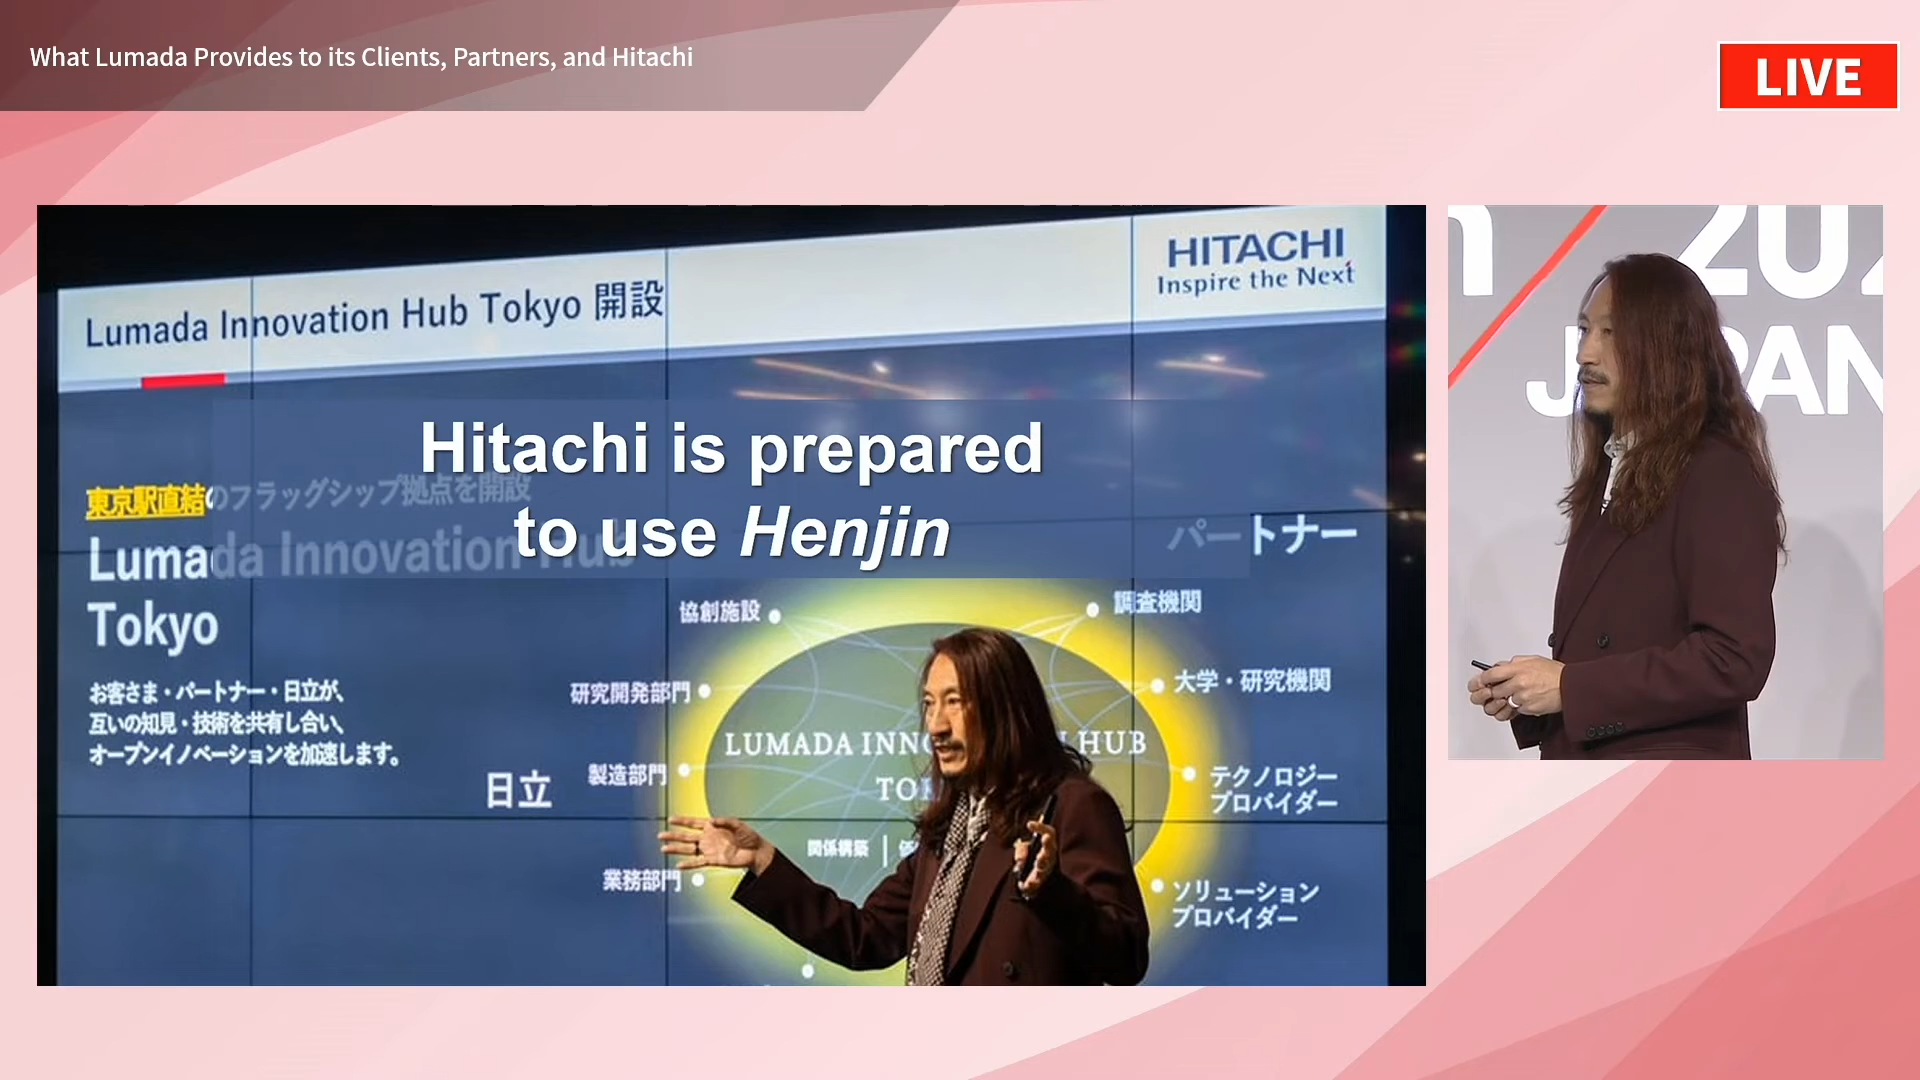 What Lumada Provides to its Clients, Partners, and Hitachi
LIVE
HITACHI
Inspire the Next
Lumada Innovation Hub Tokyo 開設
Hitachi is prepared
to use Henjin
東京駅直結のフラッグシップ拠点を開設
Lumada Innovation Hub
Tokyo
お客さま・パートナー・日立が、
互いの知見・技術を共有し合い、
オープンイノベーションを加速します。
日立
パートナー
協創施設
研究開発部門
製造部門
業務部門
調査機関
大学・研究機関
テクノロジー
プロバイダー
ソリューション
プロバイダー
LUMADA INNO HUB
TO
関係構築
202
JAPAN